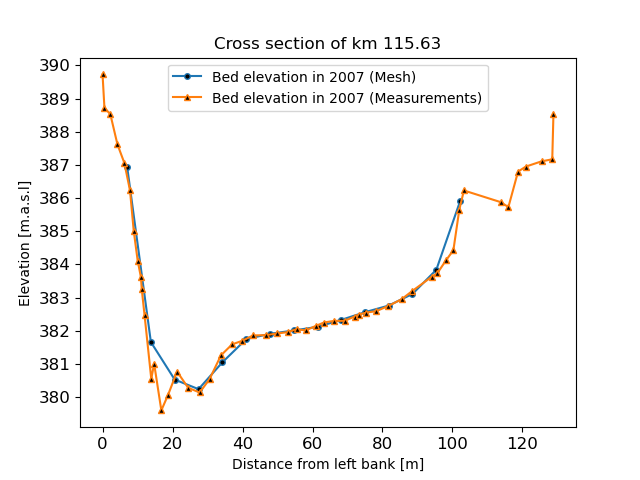 Cross section of km 115.63
Bed elevation in 2007 (Mesh)
Bed elevation in 2007 (Measurements)
390
389
388
387
386
385
384
383
382
381
380
Elevation [m.a.s.l]
0 20 40 60 80 100 120
Distance from left bank [m]